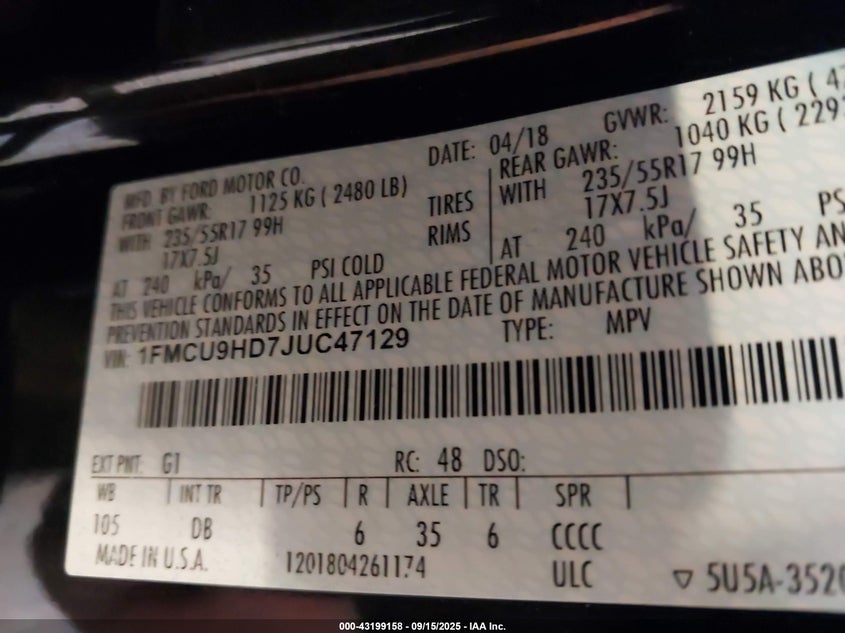 MFD. BY FORD MOTOR CO. DATE: 04/18 GVWR: 2159 KG ( 47
FRONT GAWR: 1125 KG ( 2480 LB) REAR GAWR: 1040 KG ( 229
WITH 235/55R17 99H TIRES WITH 235/55R17 99H
17X7.5J RIMS 17X7.5J
AT 240 kPa/ 35 PSI COLD AT 240 kPa/ 35 PS
THIS VEHICLE CONFORMS TO ALL APPLICABLE FEDERAL MOTOR VEHICLE SAFETY AN
PREVENTION STANDARDS IN EFFECT ON THE DATE OF MANUFACTURE SHOWN ABO
VIN: 1FMCU9HD7JUC47129 TYPE: MPV
EXT PNT: G1 RC: 48 DSO:
WB INT TR TP/PS R AXLE TR SPR
105 DB 6 35 6 CCCC
MADE IN U.S.A. 1201804261174 ULC ▽ 5U5A-3520
000-43199158 - 09/15/2025 - IAA Inc.